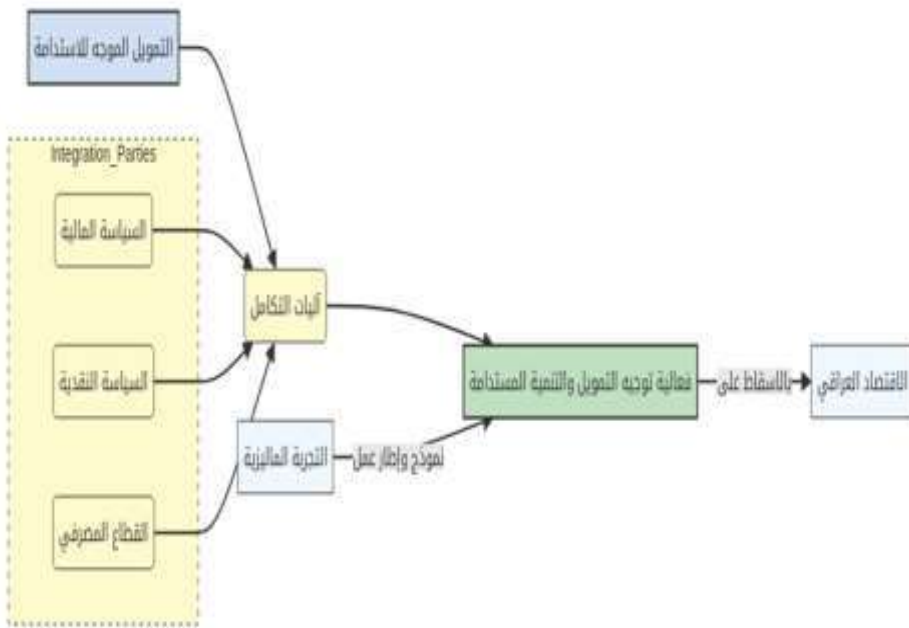 التمويل الموجه للاستدامة
Integration_Parties
السياسة المالية
آليات التكامل
السياسة النقدية
فعالية توجيه التمويل والتنمية المستدامة
بالاسقاط على
الاقتصاد العراقي
التجربة الماليزية
نموذج وإطار عمل
القطاع المصرفي